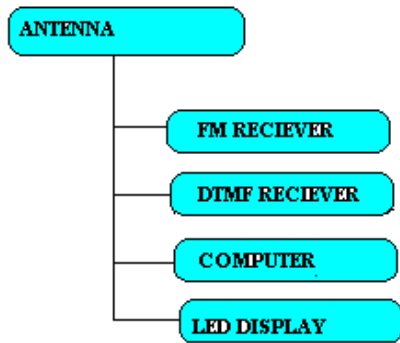 ANTENNA
FM RECIEVER
DTMF RECIEVER
COMPUTER
LED DISPLAY